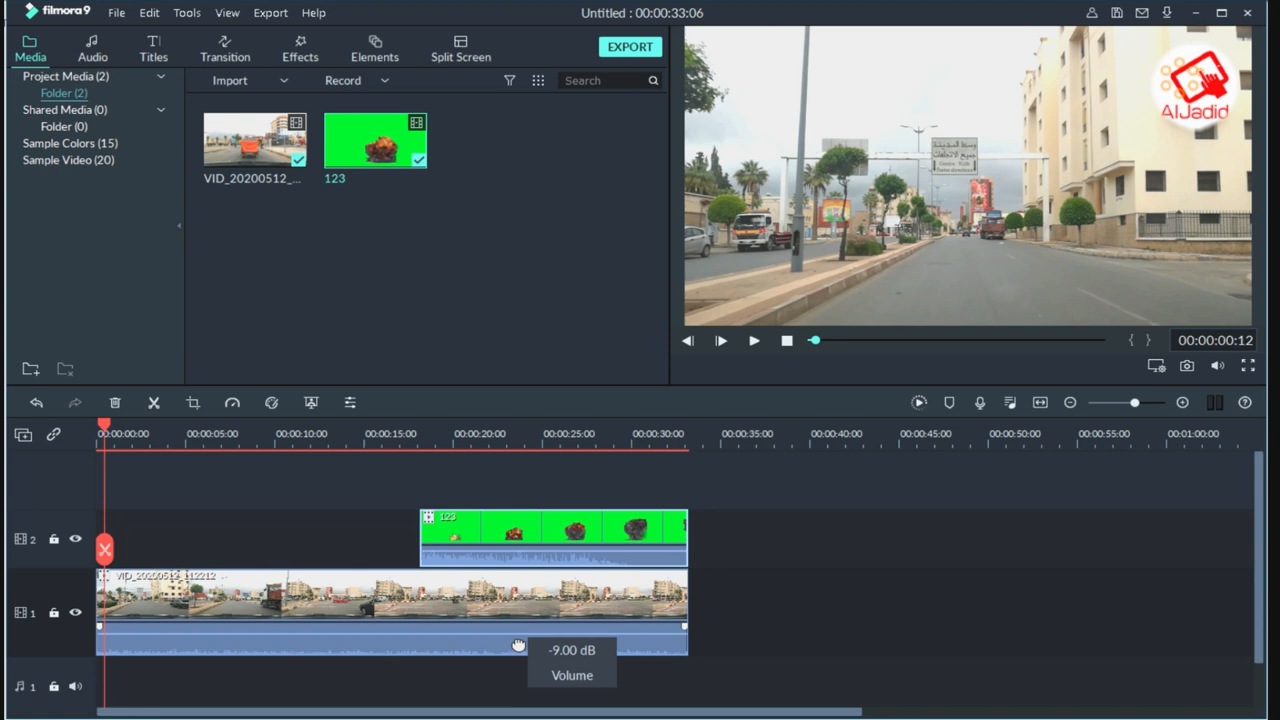 filmora9 File Edit Tools View Export Help Untitled : 00:00:33:06
Media Audio Titles Transition Effects Elements Split Screen EXPORT
Project Media (2)
Folder (2)
Shared Media (0)
Folder (0)
Sample Colors (15)
Sample Video (20)
Import Record Search
VID_20200512_... 123
AlJadid
وسط المدينة
جميع الاتجاهات
00:00:00:12
00:00:00:00 00:00:05:00 00:00:10:00 00:00:15:00 00:00:20:00 00:00:25:00 00:00:30:00 00:00:35:00 00:00:40:00 00:00:45:00 00:00:50:00 00:00:55:00 00:01:00:00
2 123
1 VID_20200512_112212
-9.00 dB
Volume
1